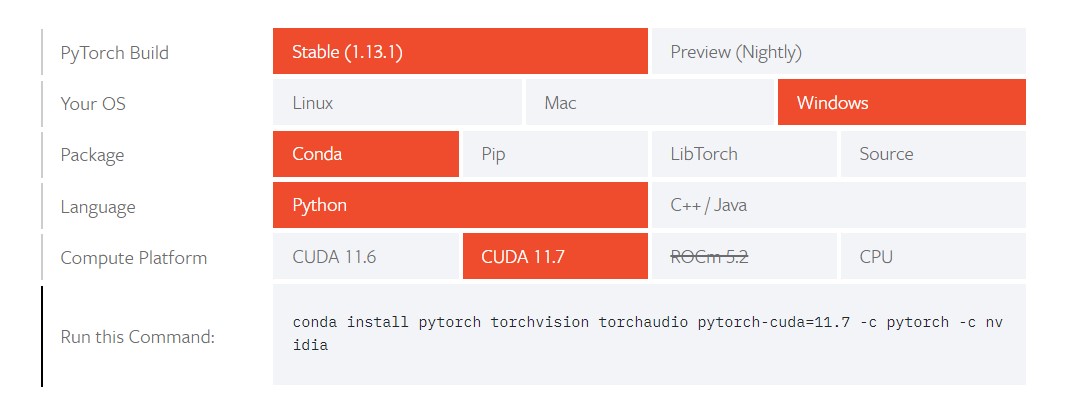 PyTorch Build Stable (1.13.1) Preview (Nightly)
Your OS Linux Mac Windows
Package Conda Pip LibTorch Source
Language Python C++ / Java
Compute Platform CUDA 11.6 CUDA 11.7 ROCm 5.2 CPU
Run this Command: conda install pytorch torchvision torchaudio pytorch-cuda=11.7 -c pytorch -c nv
idia